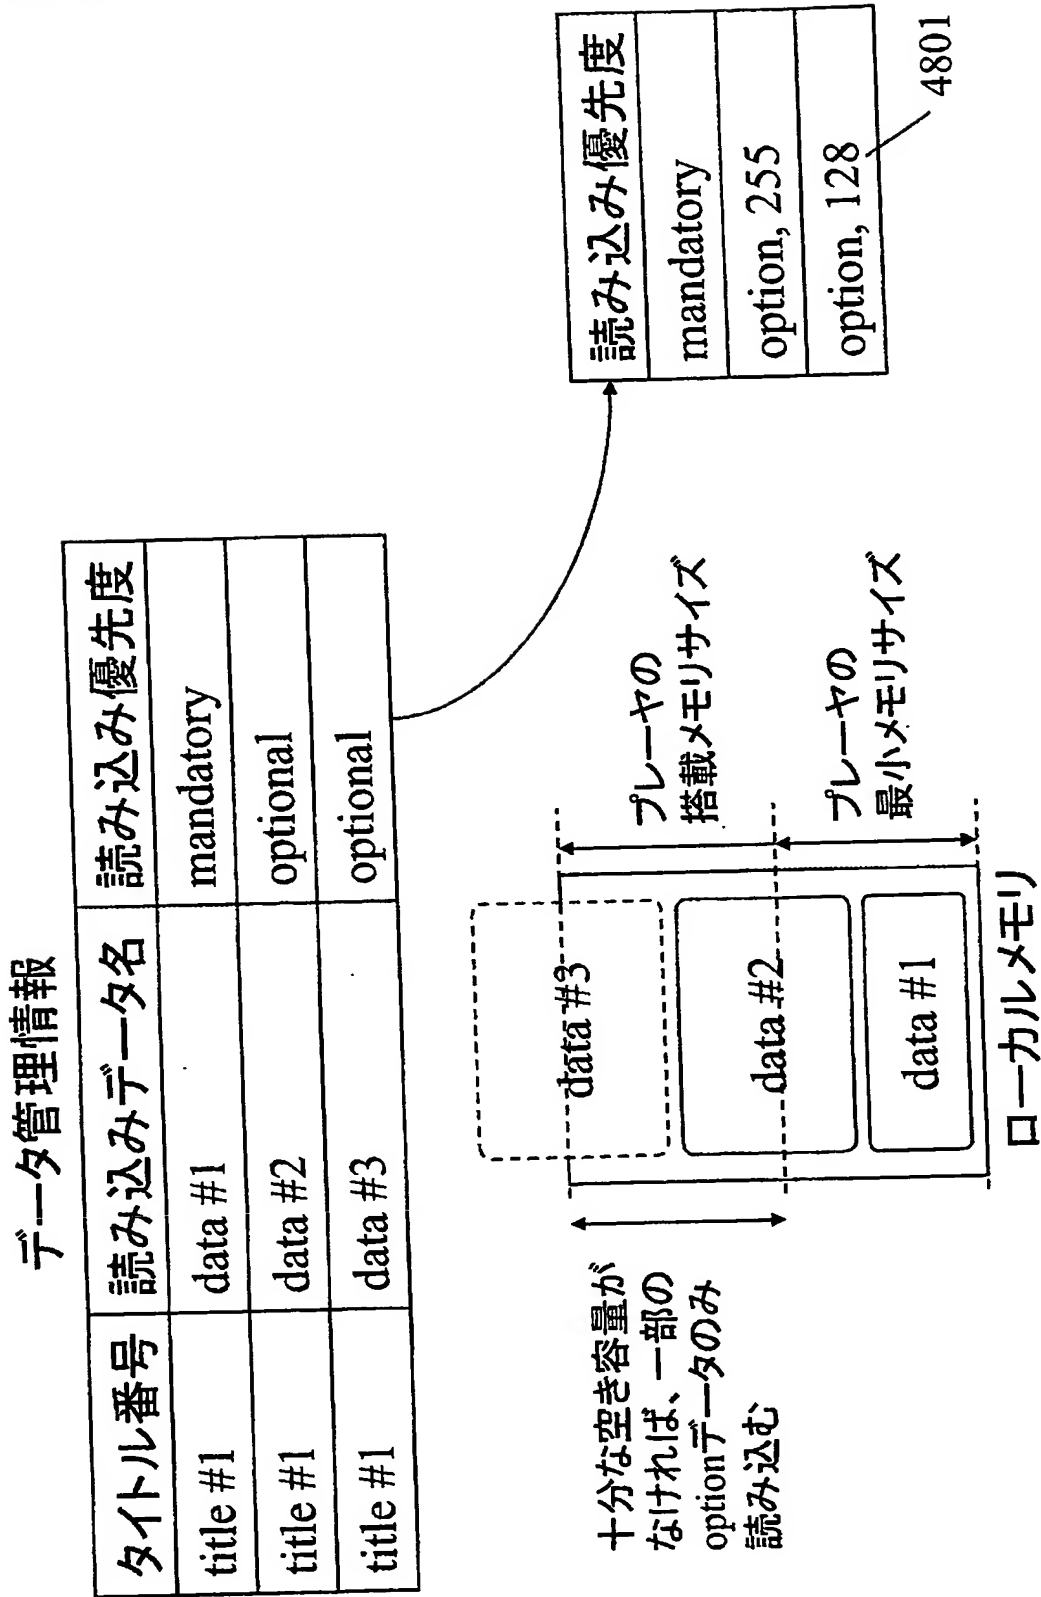 データ管理情報
タイトル番号 読み込みデータ名 読み込み優先度
title #1 data #1 mandatory
title #1 data #2 optional
title #1 data #3 optional
読み込み優先度
mandatory
option, 255
option, 128
4801
十分な空き容量が
なければ、一部の
optionデータのみ
読み込む
data #3
data #2
data #1
ローカルメモリ
プレーヤの
搭載メモリサイズ
プレーヤの
最小メモリサイズ